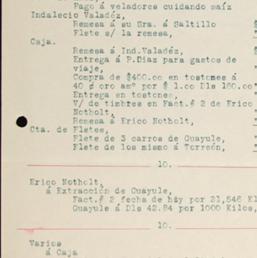 Pago á veladores cuidando maíz
Indalecio Valadéz,
Remesa á su Sra. á Saltillo
Flete s/ la remesa,
Caja.
Remesa á Ind.Valadéz,
Entrega á P.Diaz para gastos de
viaje,
Compra de $400.00 en tostones á
40 ¢ oro amº por $ 1.00 Dls 160.00
Entrega en tostones,
V/ de timbres en Fact.$ 2 de Erico
Notholt,
Remesa á Erico Notholt,
Cta. de Fletes,
Flete de 3 carros de Guayule,
Flete de los mismo á Torreón,
10.
Erico Notholt,
á Extracción de Guayule,
Fact.$ 2 fecha de hóy por 21,546 Kl
Guayule á Dls 42.84 por 1000 Kilos,
10.
Varios
á Caja